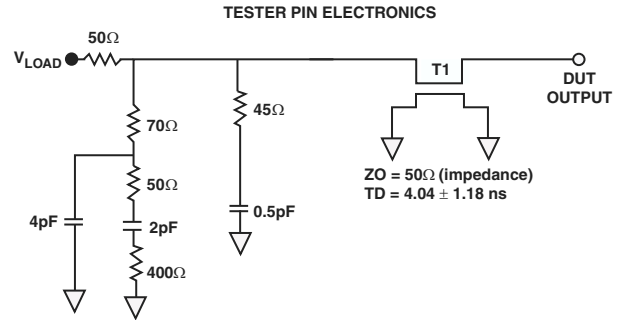 TESTER PIN ELECTRONICS
50Ω
VLOAD
T1
DUT
OUTPUT
70Ω
45Ω
50Ω
ZO = 50Ω (impedance)
TD = 4.04 ± 1.18 ns
4pF
2pF
0.5pF
400Ω